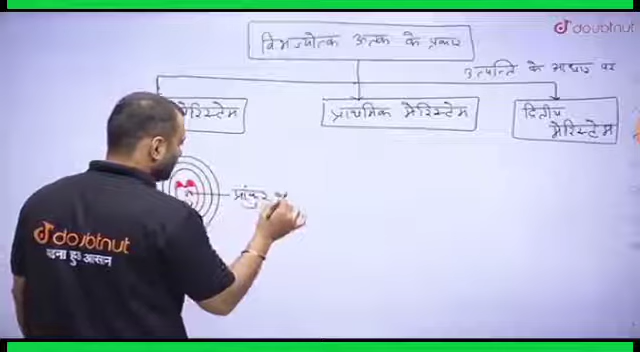 doubtnut
विभज्योतक ऊतक के प्रकार
उत्पत्ति के आधार पर
मेरिस्टेम
प्राथमिक मेरिस्टेम
द्वितीय
मेरिस्टेम
प्रांकुर
doubtnut
पढ़ना हुआ आसान